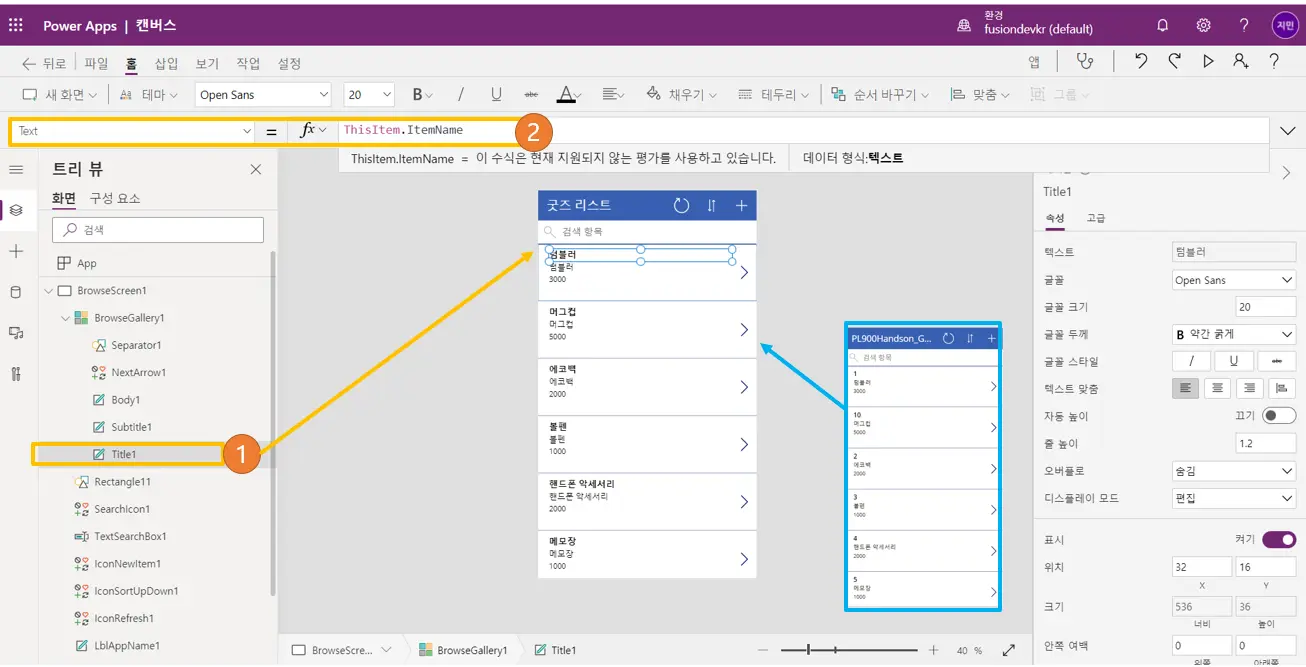 Power Apps | 캔버스
환경
fusiondevkr (default)
지민
뒤로 파일 홈 삽입 보기 작업 설정 앱
새 화면 테마 Open Sans 20 B / U abc A 채우기 테두리 순서 바꾸기 맞춤 그룹
Text = fx ThisItem.ItemName 2
ThisItem.ItemName = 이 수식은 현재 지원되지 않는 평가를 사용하고 있습니다. 데이터 형식:텍스트
트리 뷰
화면 구성 요소
검색
App
BrowseScreen1
BrowseGallery1
Separator1
NextArrow1
Body1
Subtitle1
Title1 1
Rectangle11
SearchIcon1
TextSearchBox1
IconNewItem1
IconSortUpDown1
IconRefresh1
LblAppName1
굿즈 리스트
검색 항목
텀블러
텀블러
3000
머그컵
머그컵
5000
에코백
에코백
2000
볼펜
볼펜
1000
핸드폰 악세서리
핸드폰 악세서리
2000
메모장
메모장
1000
PL900Handson_G...
검색 항목
1
텀블러
3000
10
머그컵
5000
2
에코백
2000
3
볼펜
1000
4
핸드폰 악세서리
2000
5
메모장
1000
BrowseScre... BrowseGallery1 Title1 40 %
Title1
속성 고급
텍스트 텀블러
글꼴 Open Sans
글꼴 크기 20
글꼴 두께 B 약간 굵게
글꼴 스타일 / U abc
텍스트 맞춤
자동 높이 끄기
줄 높이 1.2
오버플로 숨김
디스플레이 모드 편집
표시 켜기
위치 32 16
X Y
크기 536 36
너비 높이
안쪽 여백 0 0
위쪽 아래쪽